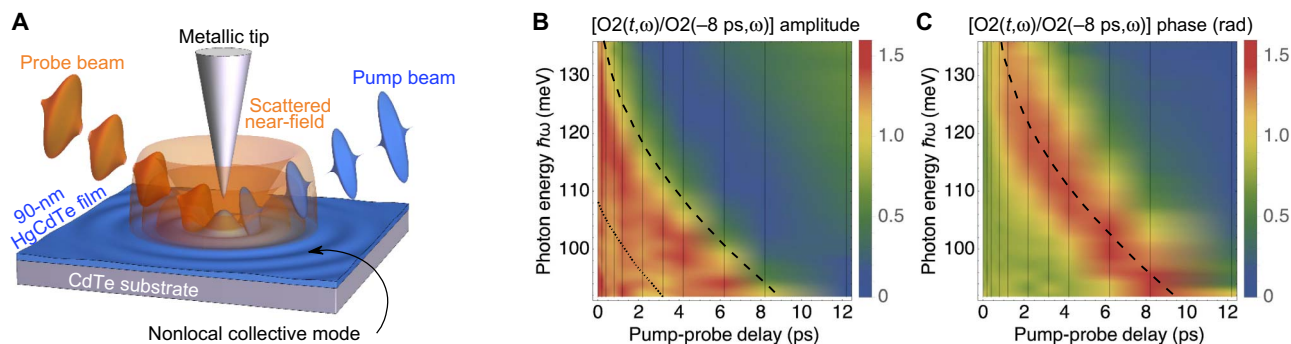 A
Metallic tip
Probe beam
Pump beam
Scattered
near-field
90-nm
HgCdTe film
CdTe substrate
Nonlocal collective mode
B
[O2(t,ω)/O2(−8 ps,ω)] amplitude
Photon energy ħω (meV)
130
120
110
100
0 2 4 6 8 10 12
Pump-probe delay (ps)
1.5
1.0
0.5
0
C
[O2(t,ω)/O2(−8 ps,ω)] phase (rad)
Photon energy ħω (meV)
130
120
110
100
0 2 4 6 8 10 12
Pump-probe delay (ps)
1.5
1.0
0.5
0